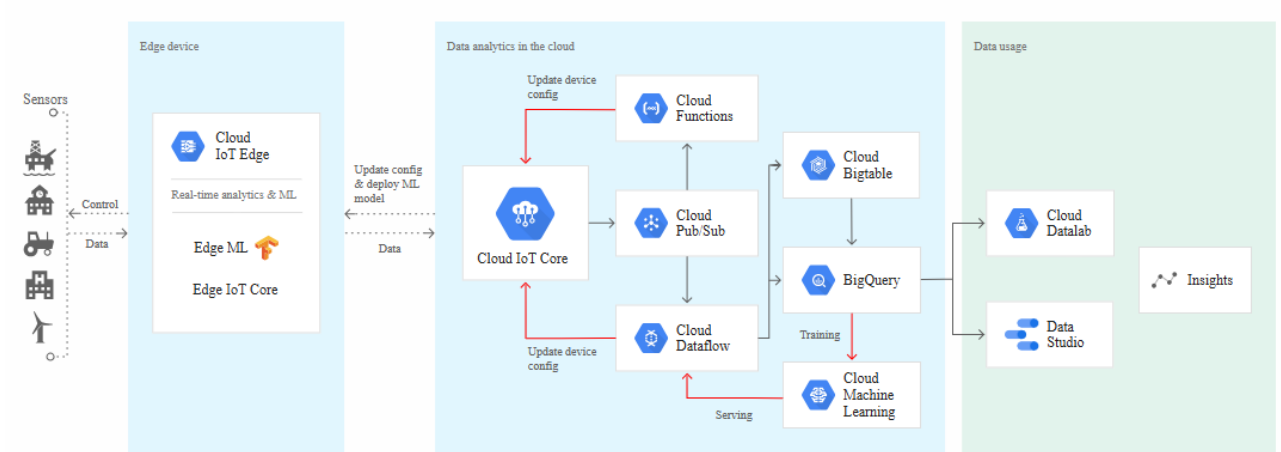 Edge device
Data analytics in the cloud
Data usage
Sensors
Control
Data
Cloud
IoT Edge
Real-time analytics & ML
Edge ML
Edge IoT Core
Update config
& deploy ML
model
Data
Update device
config
Cloud
Functions
Cloud IoT Core
Cloud
Pub/Sub
Cloud
Bigtable
BigQuery
Cloud
Dataflow
Update device
config
Training
Cloud
Machine
Learning
Serving
Cloud
Datalab
Data
Studio
Insights